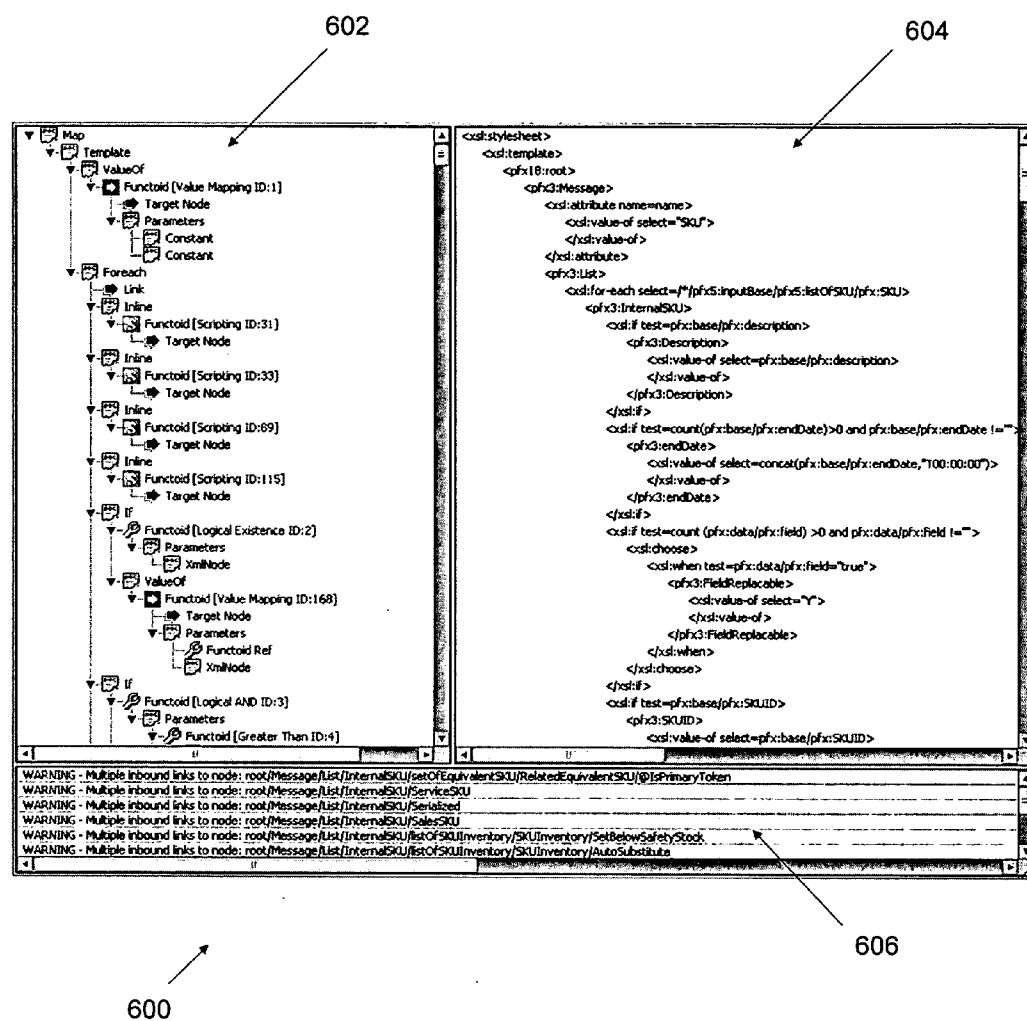 602
604
Map
Template
ValueOf
Functoid [Value Mapping ID:1]
Target Node
Parameters
Constant
Constant
Foreach
Link
Inline
Functoid [Scripting ID:31]
Target Node
Inline
Functoid [Scripting ID:33]
Target Node
Inline
Functoid [Scripting ID:89]
Target Node
Inline
Functoid [Scripting ID:115]
Target Node
If
Functoid [Logical Existence ID:2]
Parameters
XmlNode
ValueOf
Functoid [Value Mapping ID:168]
Target Node
Parameters
Functoid Ref
XmlNode
If
Functoid [Logical AND ID:3]
Parameters
Functoid [Greater Than ID:4]
<xsl:stylesheet>
<xsl:template>
<pfx18:root>
<pfx3:Message>
<xsl:attribute name=name>
<xsl:value-of select="SKU">
</xsl:value-of>
</xsl:attribute>
<pfx3:List>
<xsl:for-each select=/*/pfx5:inputBase/pfx5:listOfSKU/pfx:SKU>
<pfx3:InternalSKU>
<xsl:if test=pfx:base/pfx:description>
<pfx3:Description>
<xsl:value-of select=pfx:base/pfx:description>
</xsl:value-of>
</pfx3:Description>
</xsl:if>
<xsl:if test=count(pfx:base/pfx:endDate)>0 and pfx:base/pfx:endDate !="">
<pfx3:endDate>
<xsl:value-of select=concat(pfx:base/pfx:endDate,"T00:00:00")>
</xsl:value-of>
</pfx3:endDate>
</xsl:if>
<xsl:if test=count (pfx:data/pfx:field) >0 and pfx:data/pfx:field !="">
<xsl:choose>
<xsl:when test=pfx:data/pfx:field="true">
<pfx3:FieldReplacable>
<xsl:value-of select="Y">
</xsl:value-of>
</pfx3:FieldReplacable>
</xsl:when>
</xsl:choose>
</xsl:if>
<xsl:if test=pfx:base/pfx:SKUID>
<pfx3:SKUID>
<xsl:value-of select=pfx:base/pfx:SKUID>
WARNING - Multiple inbound links to node: root/Message/List/InternalSKU/setOfEquivalentSKU/RelatedEquivalentSKU/@IsPrimaryToken
WARNING - Multiple inbound links to node: root/Message/List/InternalSKU/ServiceSKU
WARNING - Multiple inbound links to node: root/Message/List/InternalSKU/Serialized
WARNING - Multiple inbound links to node: root/Message/List/InternalSKU/SalesSKU
WARNING - Multiple inbound links to node: root/Message/List/InternalSKU/listOfSKUInventory/SKUInventory/SetBelowSafetyStock
WARNING - Multiple inbound links to node: root/Message/List/InternalSKU/listOfSKUInventory/SKUInventory/AutoSubstitute
606
600